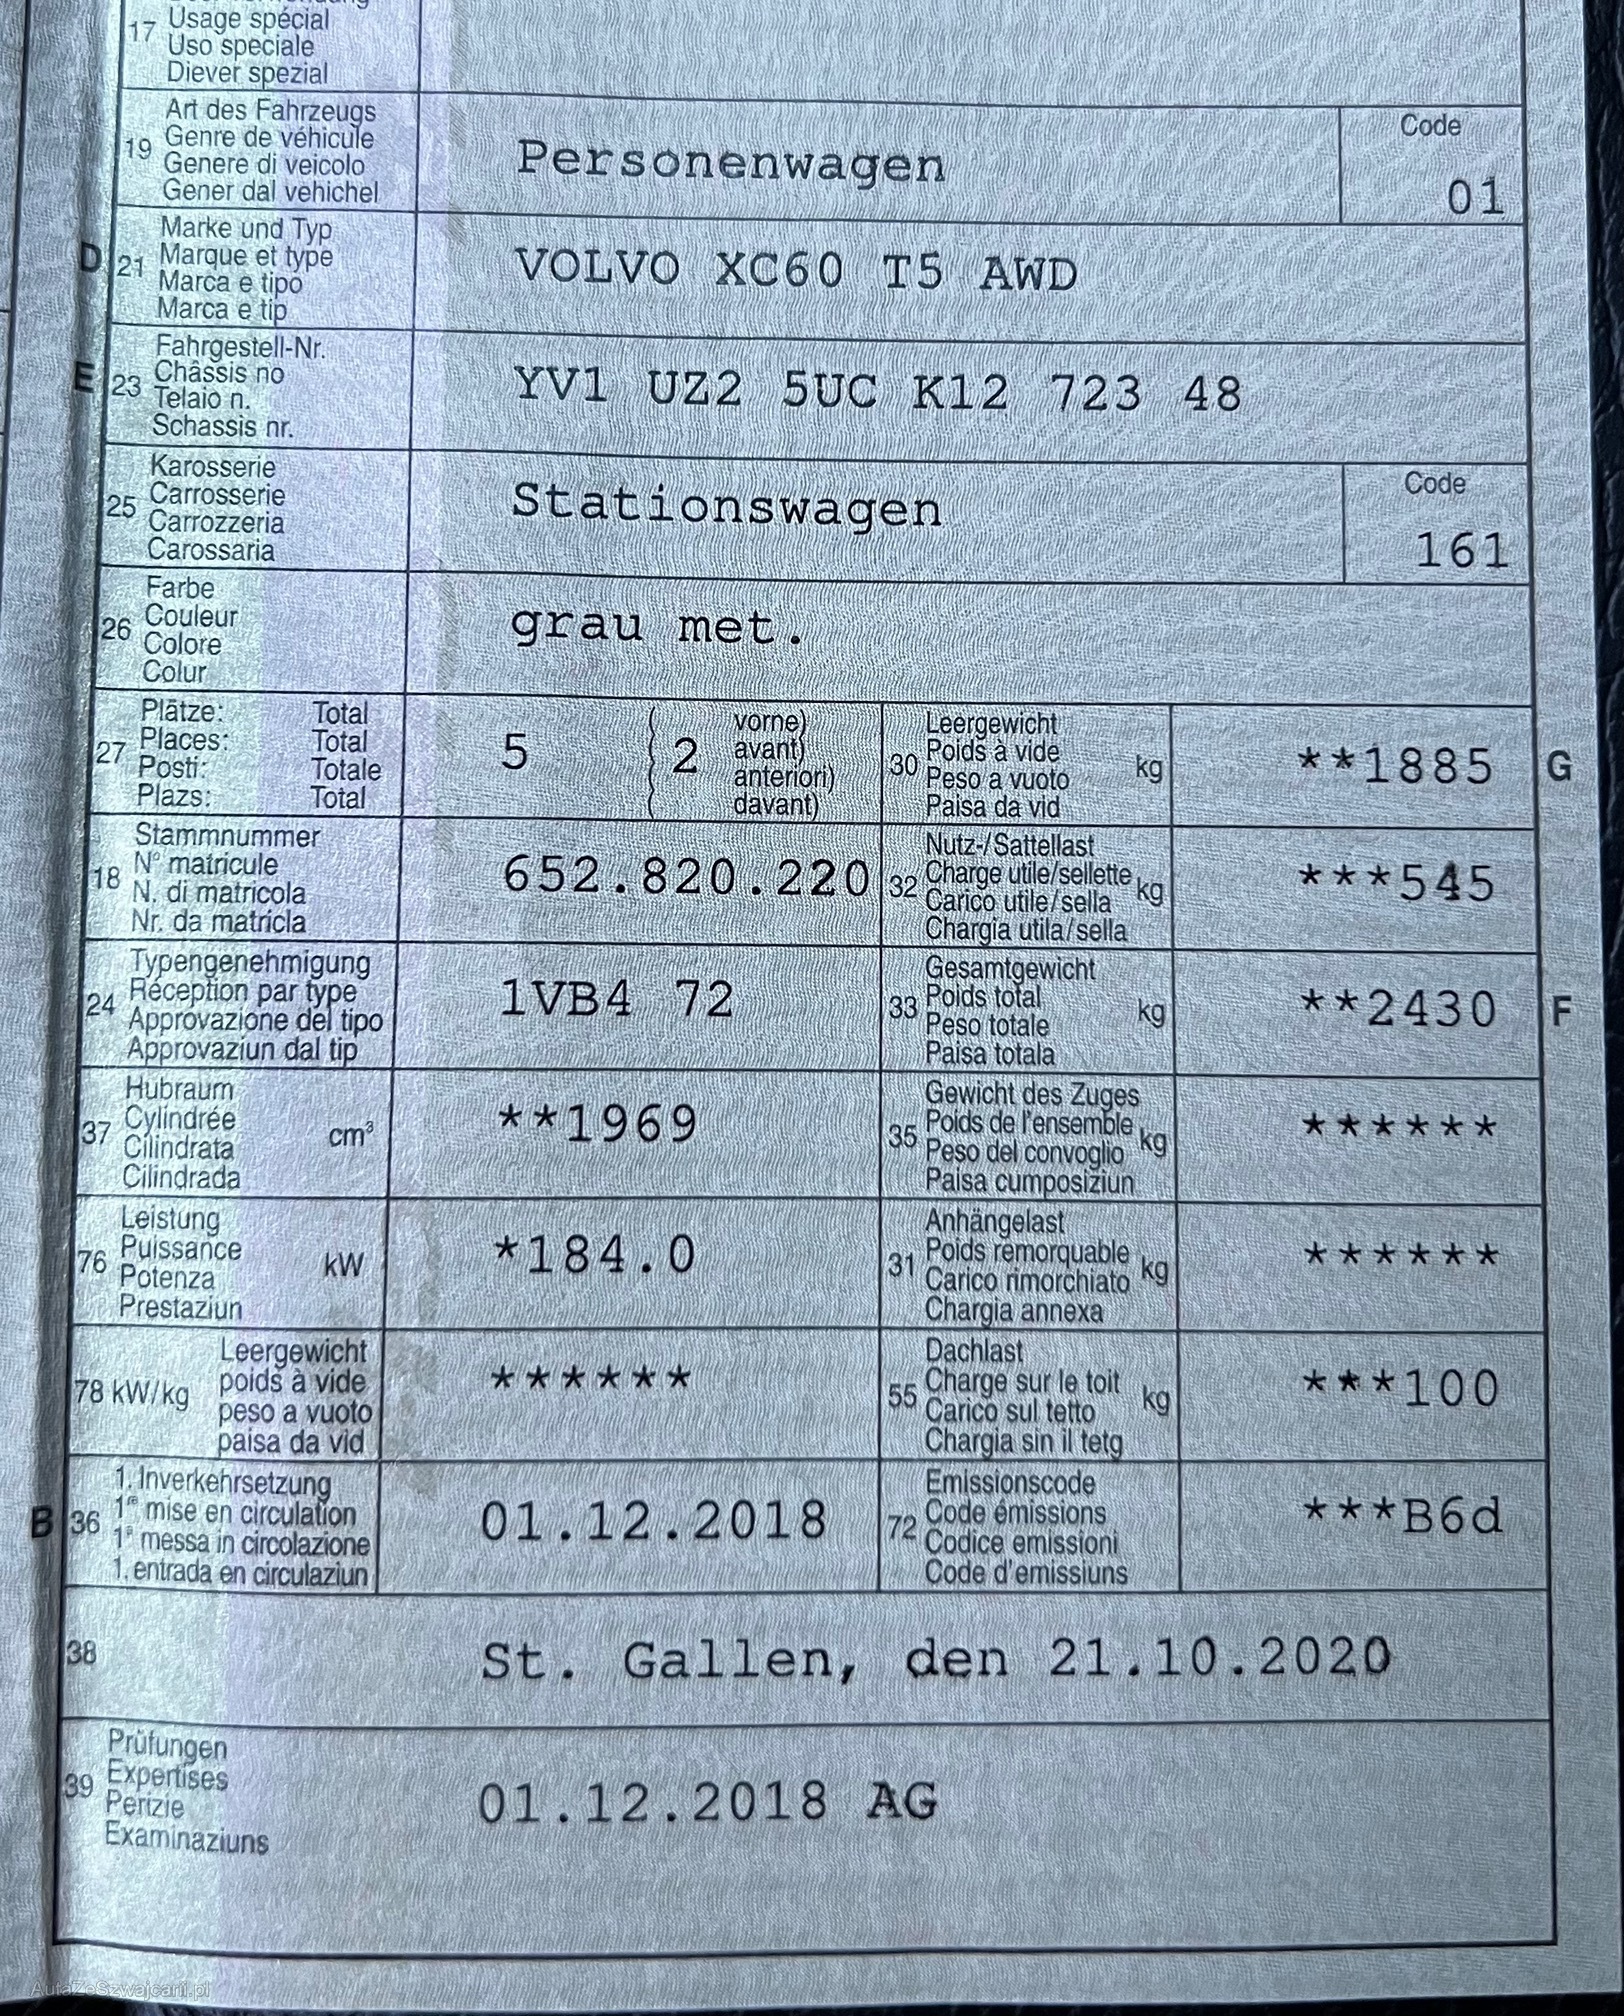 17 Usage spécial
Uso speciale
Diever spezial
Art des Fahrzeugs
19 Genre de véhicule
Genere di veicolo
Gener dal vehichel
Personenwagen
Code
01
Marke und Typ
D 21 Marque et type
Marca e tipo
Marca e tip
VOLVO XC60 T5 AWD
Fahrgestell-Nr.
E 23 Châssis no
Telaio n.
Schassis nr.
YV1 UZ2 5UC K12 723 48
Karosserie
25 Carrosserie
Carrozzeria
Carossaria
Stationswagen
Code
161
Farbe
26 Couleur
Colore
Colur
grau met.
Plätze: Total
27 Places: Total
Posti: Totale
Plazs: Total
5 ( 2 vorne)
avant)
anteriori)
( davant)
Leergewicht
30 Poids à vide kg
Peso a vuoto
Paisa da vid
**1885 G
Stammnummer
18 N° matricule
N. di matricola
Nr. da matricla
652.820.220
Nutz-/Sattellast
32 Charge utile/sellette kg
Carico utile/sella
Chargia utila/sella
***545
Typengenehmigung
24 Réception par type
Approvazione del tipo
Approvaziun dal tip
1VB4 72
Gesamtgewicht
33 Poids total kg
Peso totale
Paisa totala
**2430 F
Hubraum
37 Cylindrée cm³
Cilindrata
Cilindrada
**1969
Gewicht des Zuges
35 Poids de l'ensemble kg
Peso del convoglio
Paisa cumposiziun
******
Leistung
76 Puissance kW
Potenza
Prestaziun
*184.0
Anhängelast
31 Poids remorquable kg
Carico rimorchiato
Chargia annexa
******
Leergewicht
78 kW/kg poids à vide
peso a vuoto
paisa da vid
******
Dachlast
55 Charge sur le toit kg
Carico sul tetto
Chargia sin il tetg
***100
1. Inverkehrsetzung
B 36 1re mise en circulation
1a messa in circolazione
1. entrada en circulaziun
01.12.2018
Emissionscode
72 Code émissions
Codice emissioni
Code d'emissiuns
***B6d
38 St. Gallen, den 21.10.2020
Prüfungen
39 Expertises
Perizie
Examinaziuns
01.12.2018 AG
AutaZeSzwajcarii.pl